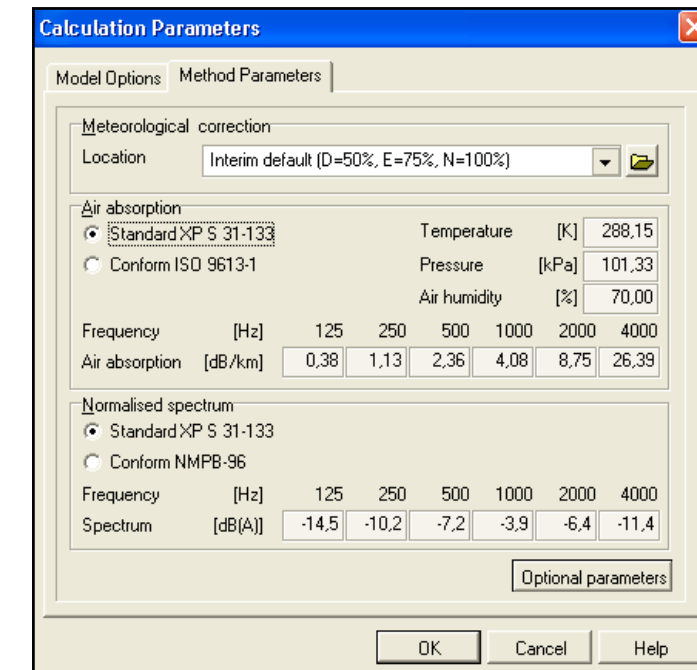 Calculation Parameters
Model Options Method Parameters
Meteorological correction
Location Interim default (D=50%, E=75%, N=100%)
Air absorption
Standard XP S 31-133 Temperature [K] 288,15
Conform ISO 9613-1 Pressure [kPa] 101,33
Air humidity [%] 70,00
Frequency [Hz] 125 250 500 1000 2000 4000
Air absorption [dB/km] 0,38 1,13 2,36 4,08 8,75 26,39
Normalised spectrum
Standard XP S 31-133
Conform NMPB-96
Frequency [Hz] 125 250 500 1000 2000 4000
Spectrum [dB(A)] -14,5 -10,2 -7,2 -3,9 -6,4 -11,4
Optional parameters
OK Cancel Help